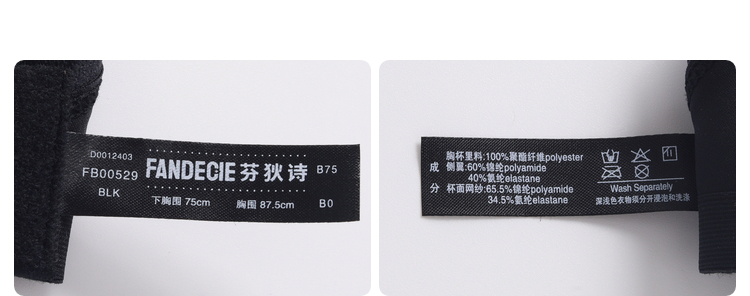 D0012403
FB00529
BLK
FANDECIE芬狄诗
下胸围 75cm 胸围 87.5cm
B75
B0
成分
胸杯里料:100%聚酯纤维polyester
侧翼:60%锦纶polyamide
40%氨纶elastane
杯面网纱:65.5%锦纶polyamide
34.5%氨纶elastane
Wash Separately
深浅色衣物须分开浸泡和洗涤